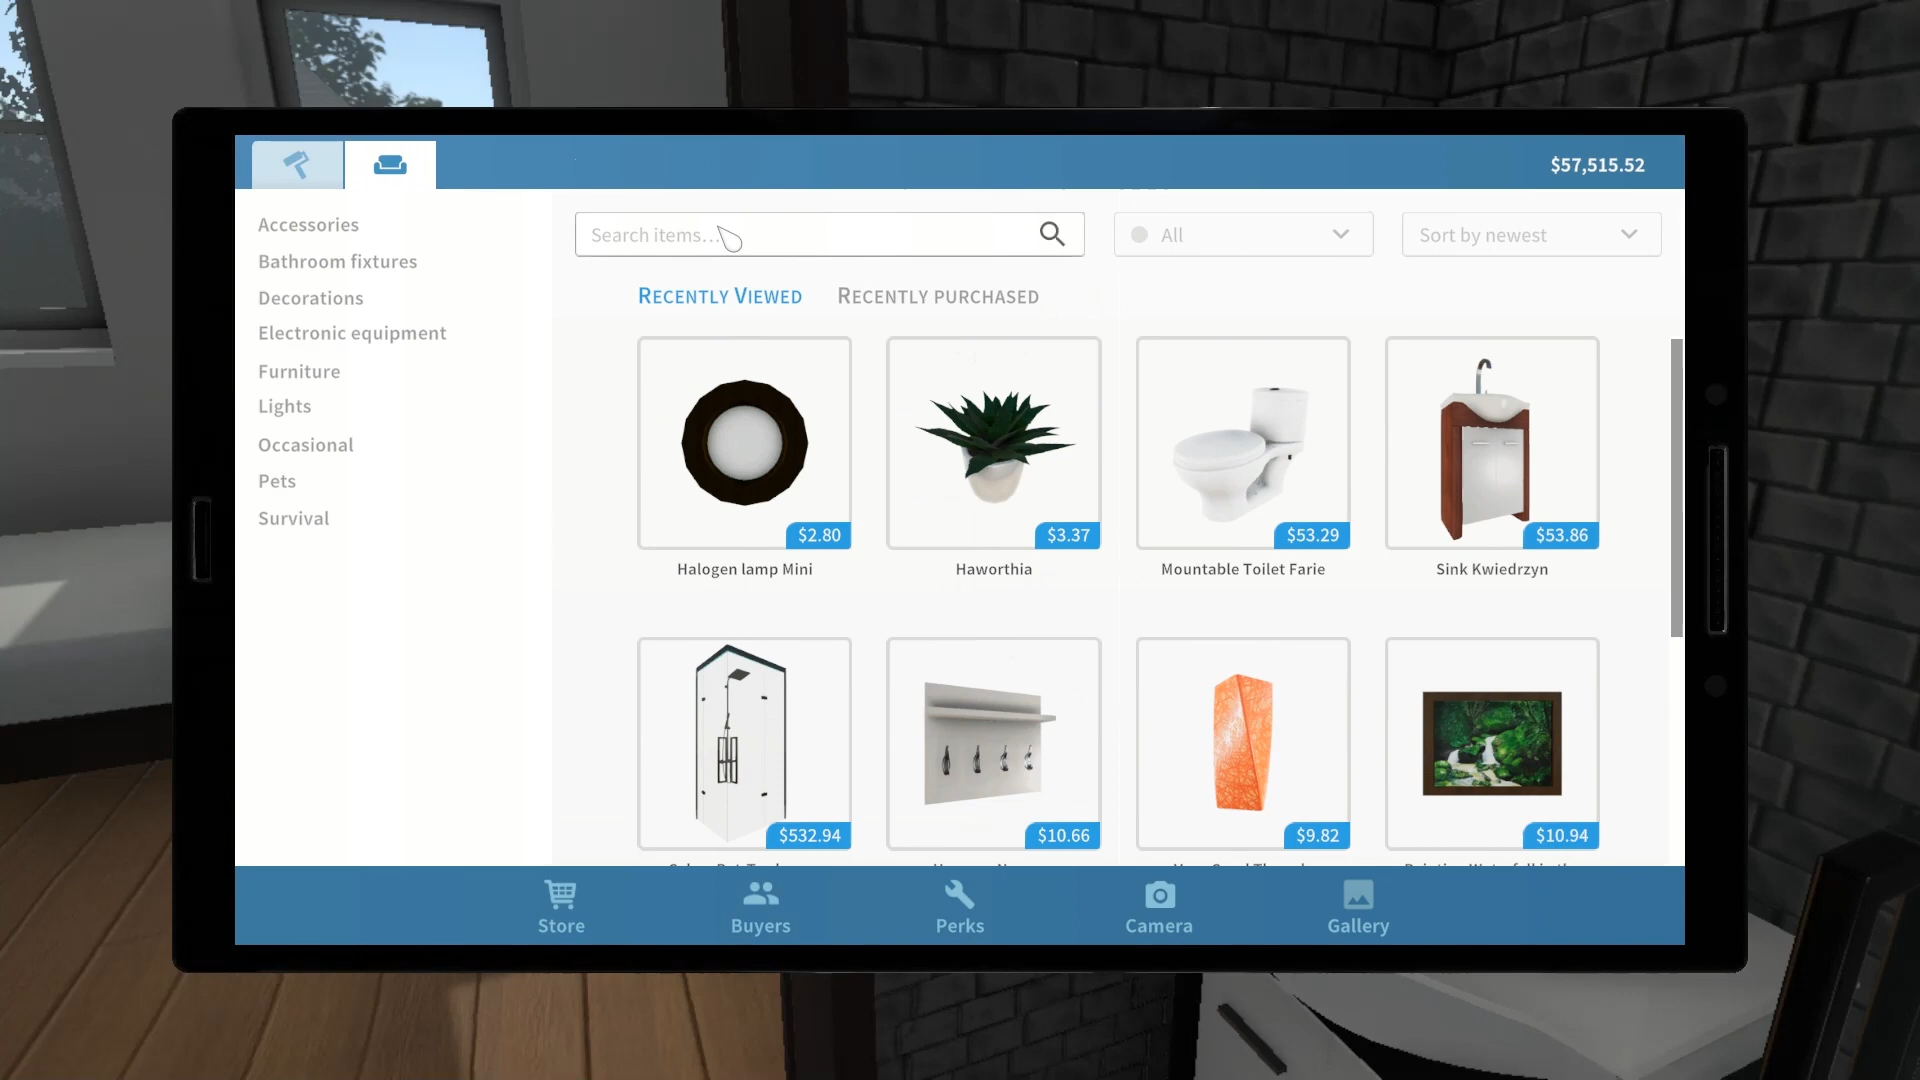 $57,515.52
Accessories
Bathroom fixtures
Decorations
Electronic equipment
Furniture
Lights
Occasional
Pets
Survival
Search items...
All
Sort by newest
RECENTLY VIEWED
RECENTLY PURCHASED
$2.80
$3.37
$53.29
$53.86
Halogen lamp Mini
Haworthia
Mountable Toilet Farie
Sink Kwiedrzyn
$532.94
$10.66
$9.82
$10.94
Store
Buyers
Perks
Camera
Gallery